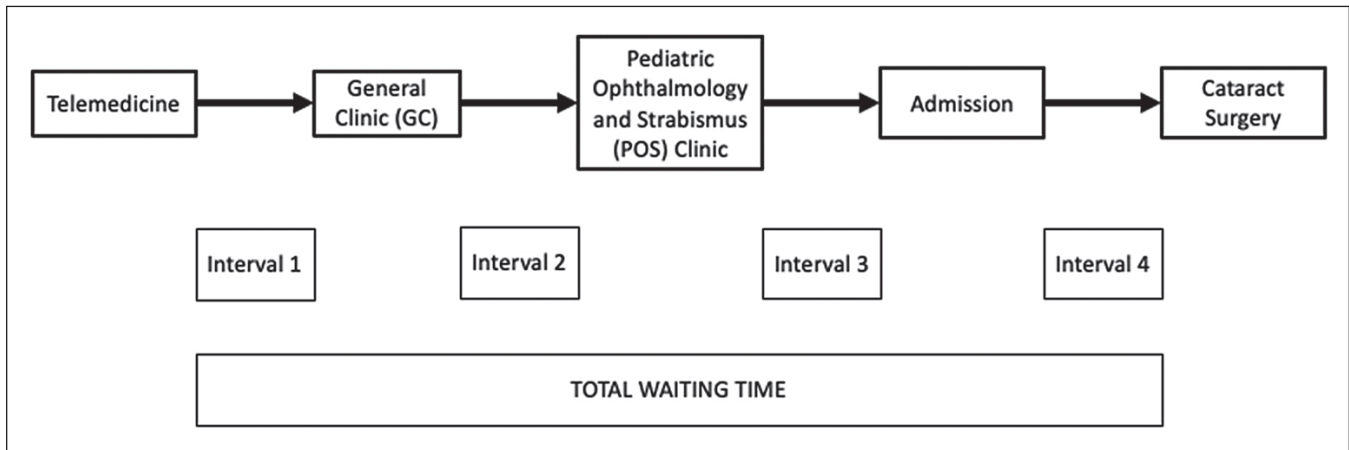 Telemedicine
General
Clinic (GC)
Pediatric
Ophthalmology
and Strabismus
(POS) Clinic
Admission
Cataract
Surgery
Interval 1
Interval 2
Interval 3
Interval 4
TOTAL WAITING TIME